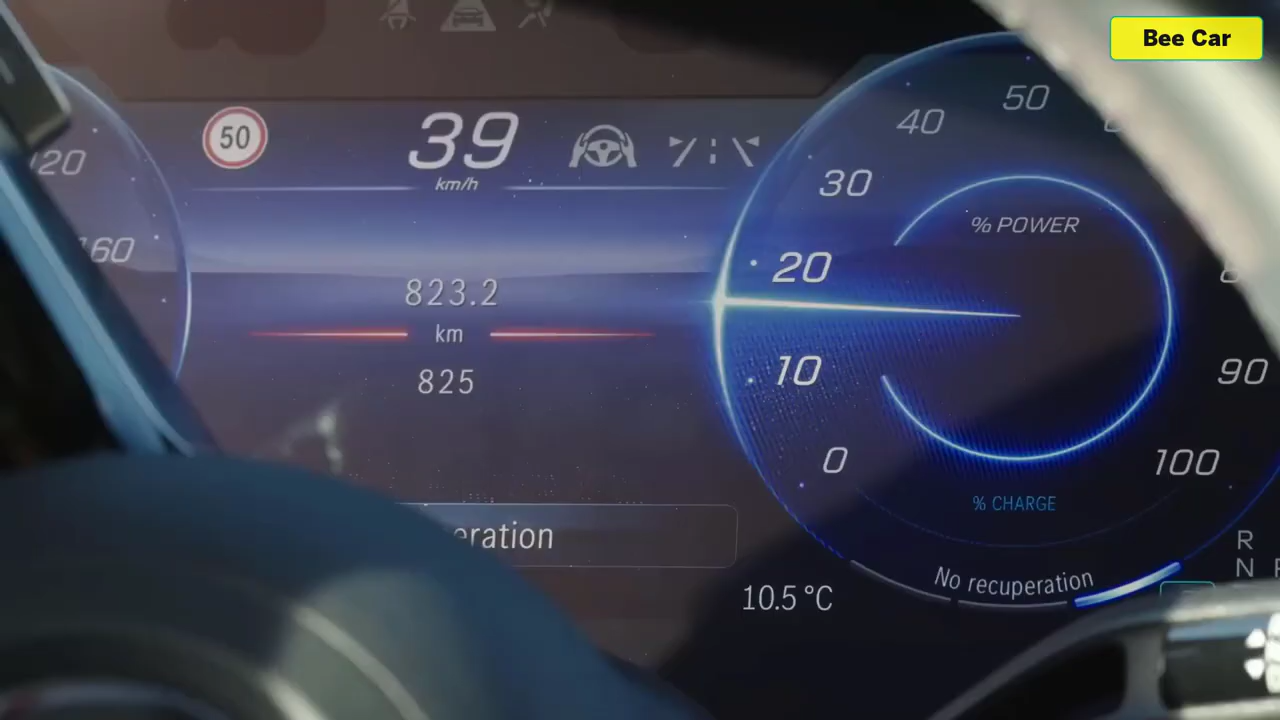 Bee Car
50
39
km/h
120
160
823.2
km
825
eration
10.5 °C
50
40
30
20
10
0
90
100
% POWER
% CHARGE
No recuperation
R
N